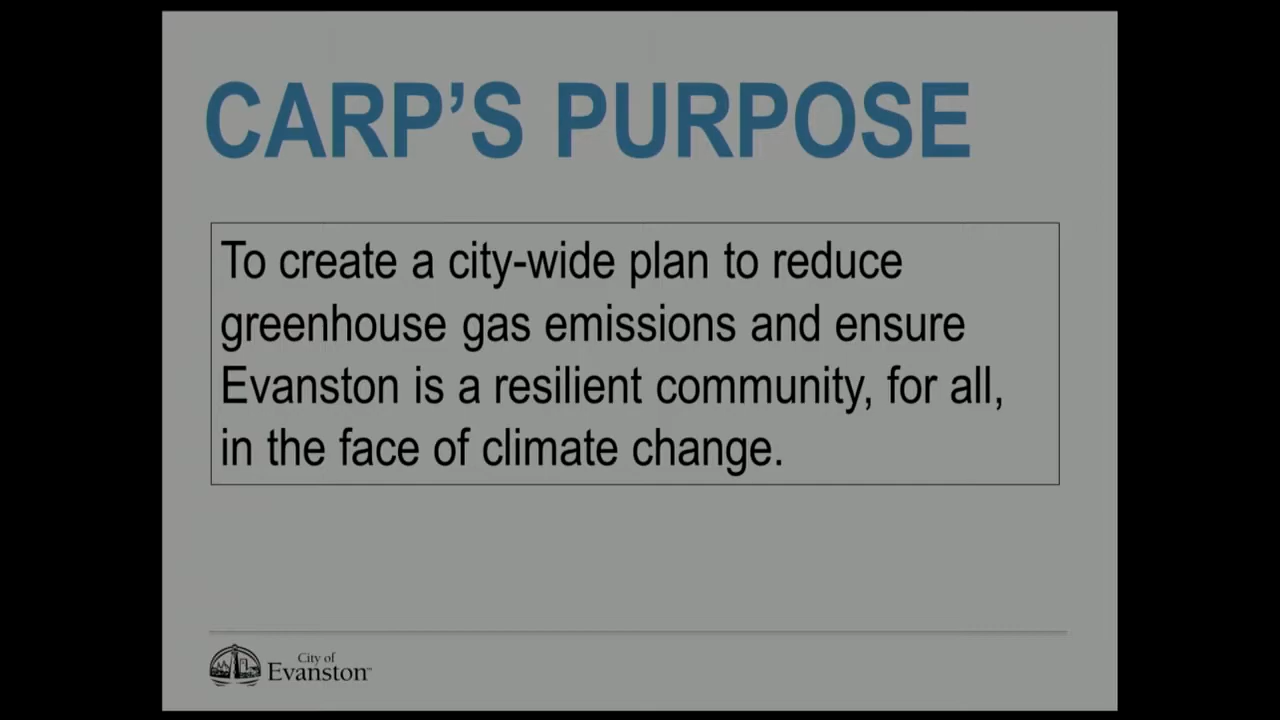 CARP’S PURPOSE
To create a city-wide plan to reduce
greenhouse gas emissions and ensure
Evanston is a resilient community, for all,
in the face of climate change.
City of
Evanston™